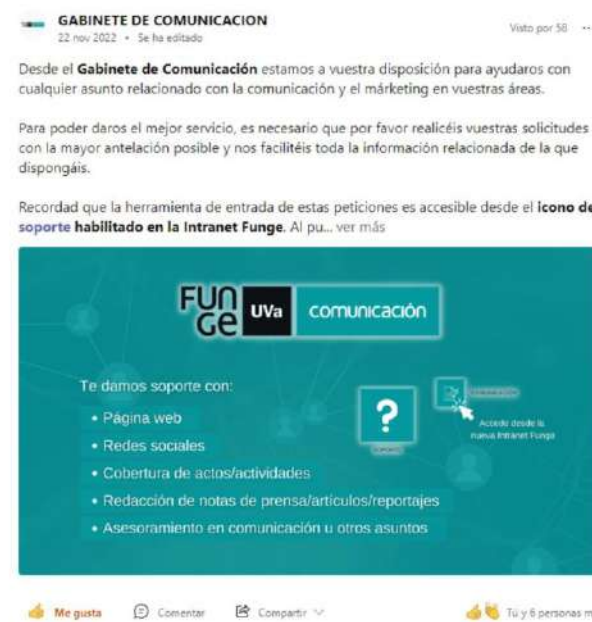 GABINETE DE COMUNICACION
22 nov 2022 • Se ha editado
Visto por 58
Desde el Gabinete de Comunicación estamos a vuestra disposición para ayudaros con
cualquier asunto relacionado con la comunicación y el márketing en vuestras áreas.
Para poder daros el mejor servicio, es necesario que por favor realicéis vuestras solicitudes
con la mayor antelación posible y nos facilitéis toda la información relacionada de la que
dispongáis.
Recordad que la herramienta de entrada de estas peticiones es accesible desde el icono de
soporte habilitado en la Intranet Funge. Al pu... ver más
FUNGE UVa comunicación
Te damos soporte con:
• Página web
• Redes sociales
• Cobertura de actos/actividades
• Redacción de notas de prensa/artículos/reportajes
• Asesoramiento en comunicación u otros asuntos
?
SOPORTE
COMUNICACIÓN
Accede desde la
nueva Intranet Funge
Me gusta
Comentar
Compartir
Tú y 6 personas m